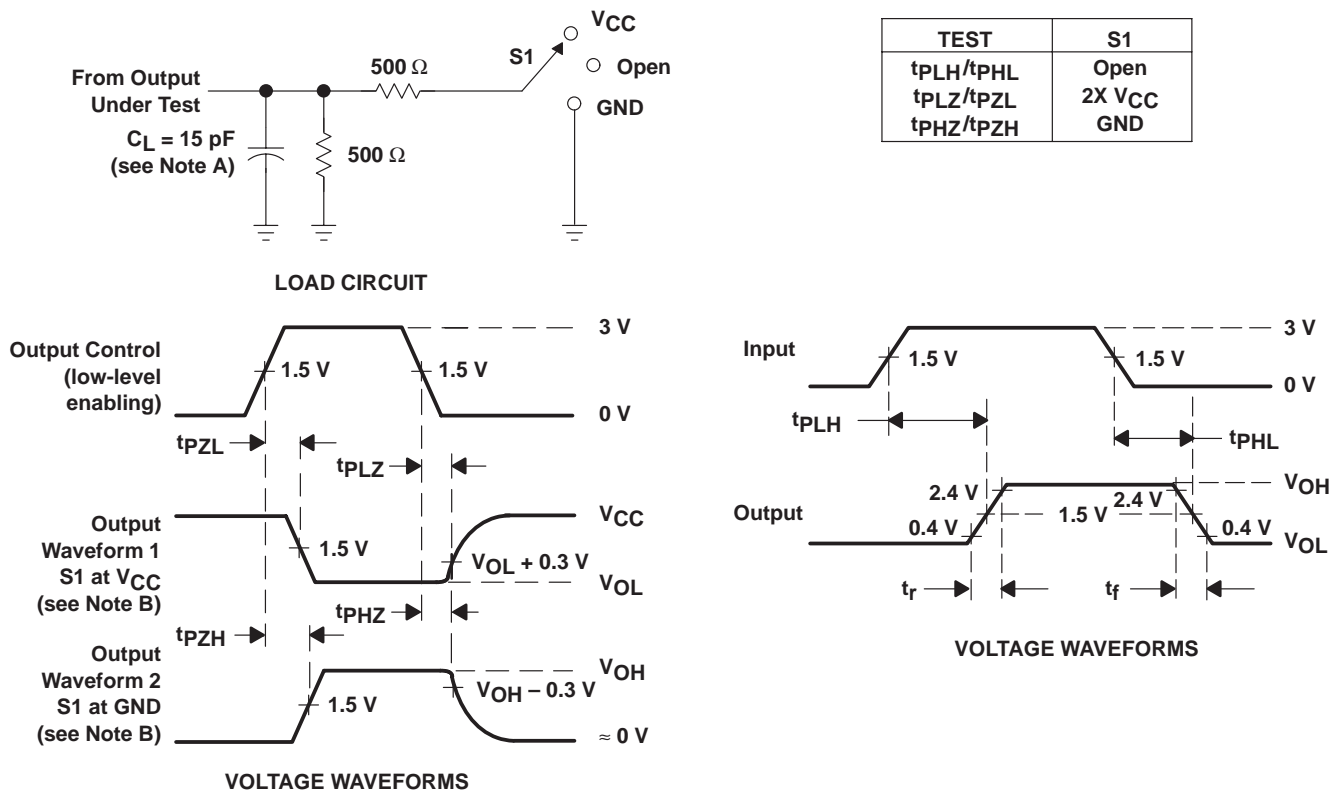 VCC
S1
Open
GND
500 Ω
From Output
Under Test
CL = 15 pF
(see Note A)
500 Ω
LOAD CIRCUIT
TEST S1
tPLH/tPHL Open
tPLZ/tPZL 2X VCC
tPHZ/tPZH GND
Output Control
(low-level
enabling)
3 V
1.5 V
1.5 V
0 V
tPZL
tPLZ
Output
Waveform 1
S1 at VCC
(see Note B)
VCC
1.5 V
VOL + 0.3 V
VOL
tPHZ
tPZH
Output
Waveform 2
S1 at GND
(see Note B)
VOH
VOH – 0.3 V
1.5 V
≈ 0 V
VOLTAGE WAVEFORMS
Input
3 V
1.5 V
1.5 V
0 V
tPLH
tPHL
Output
VOH
2.4 V
2.4 V
1.5 V
0.4 V
0.4 V
VOL
tr
tf
VOLTAGE WAVEFORMS